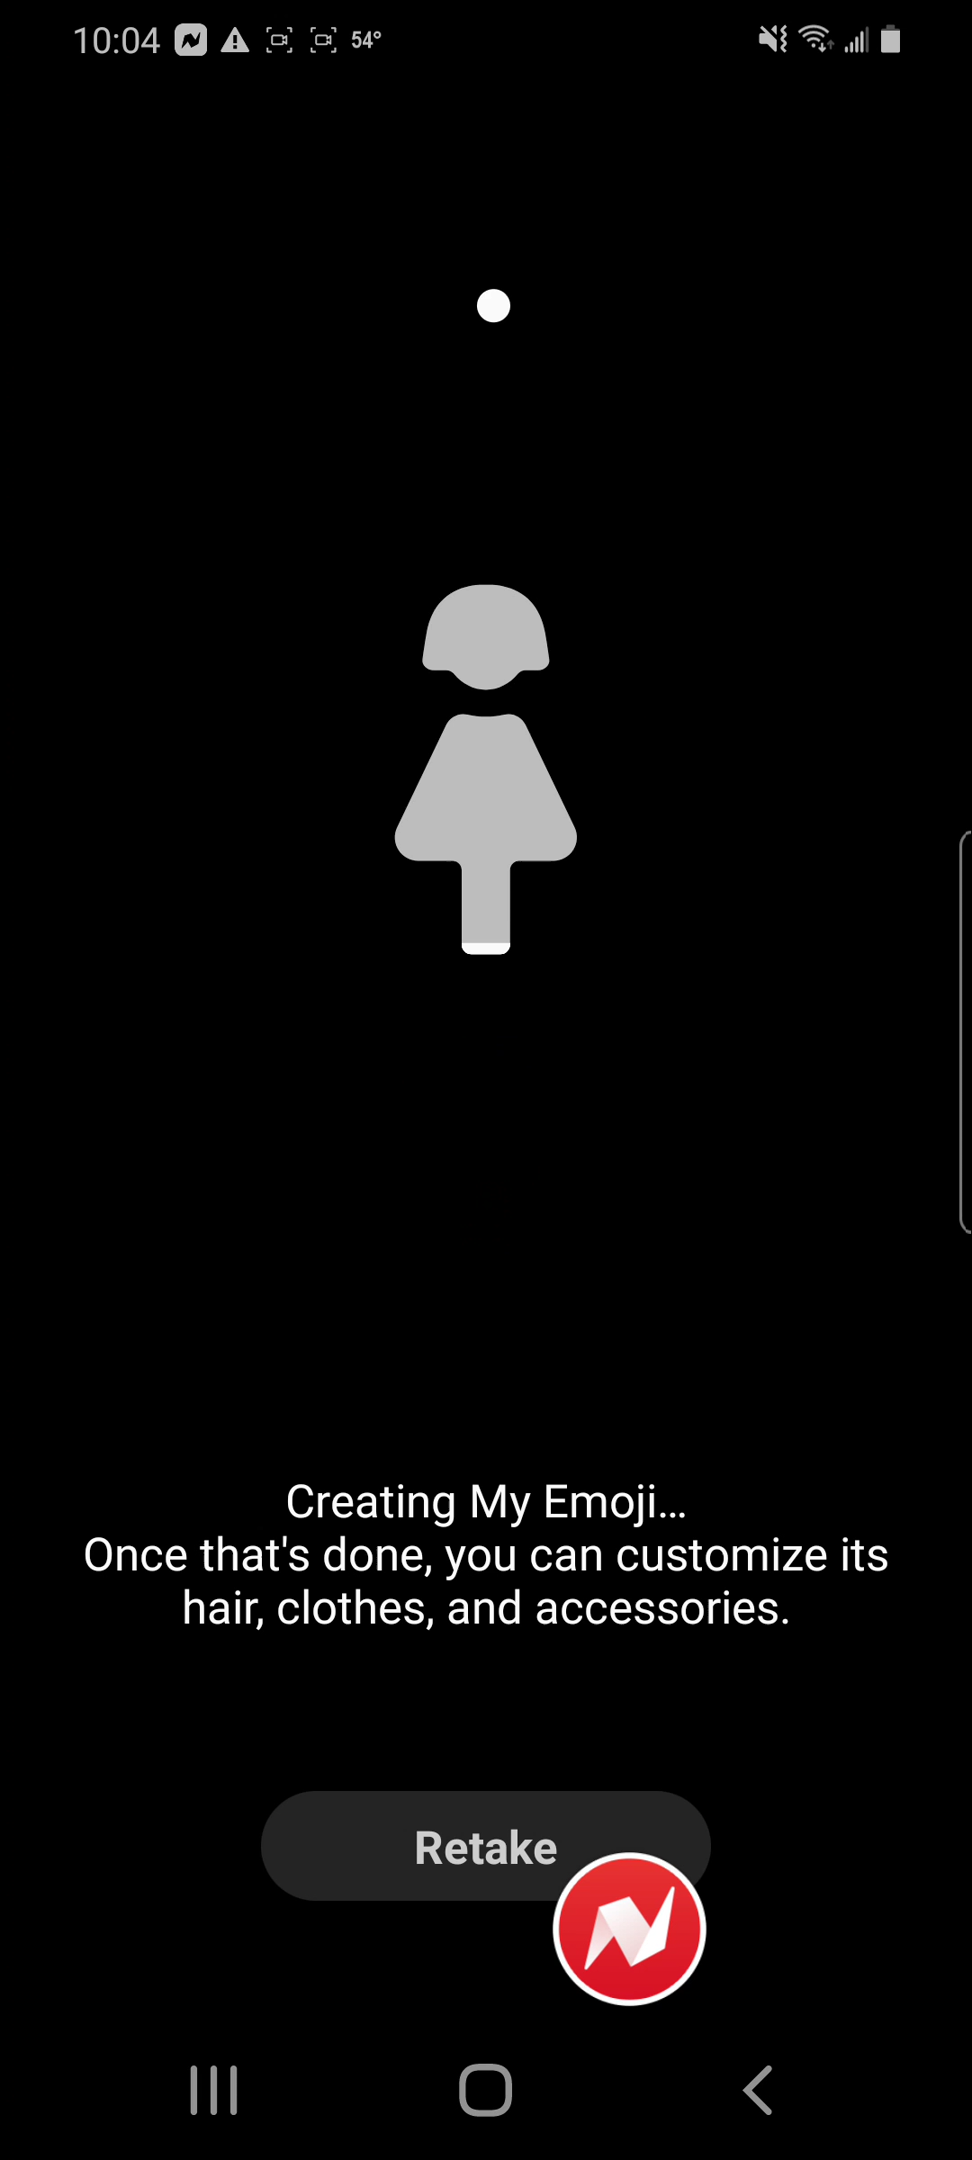 10:04 54°
Creating My Emoji...
Once that's done, you can customize its
hair, clothes, and accessories.
Retake